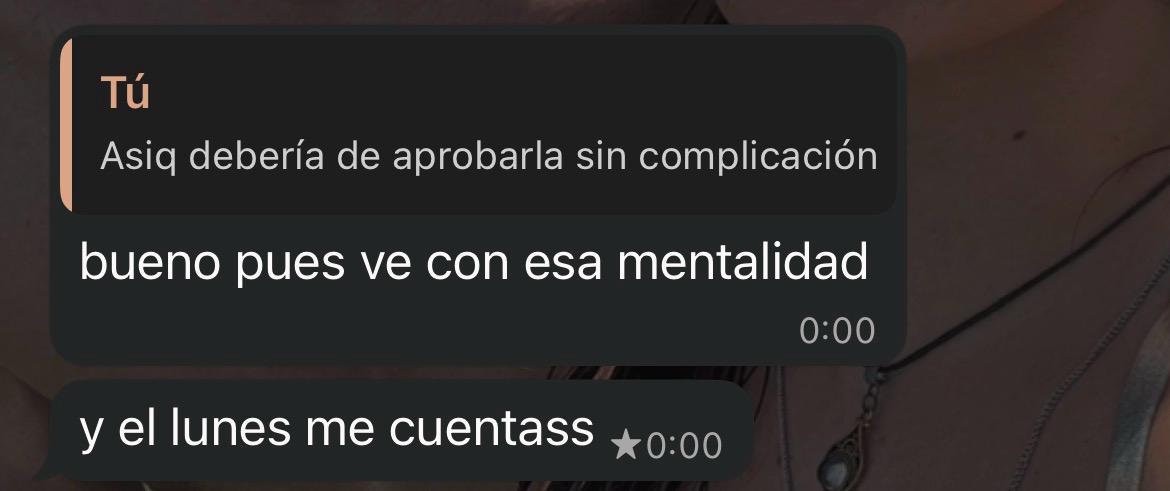 Tú
Asiq debería de aprobarla sin complicación
bueno pues ve con esa mentalidad
0:00
y el lunes me cuentass ★0:00